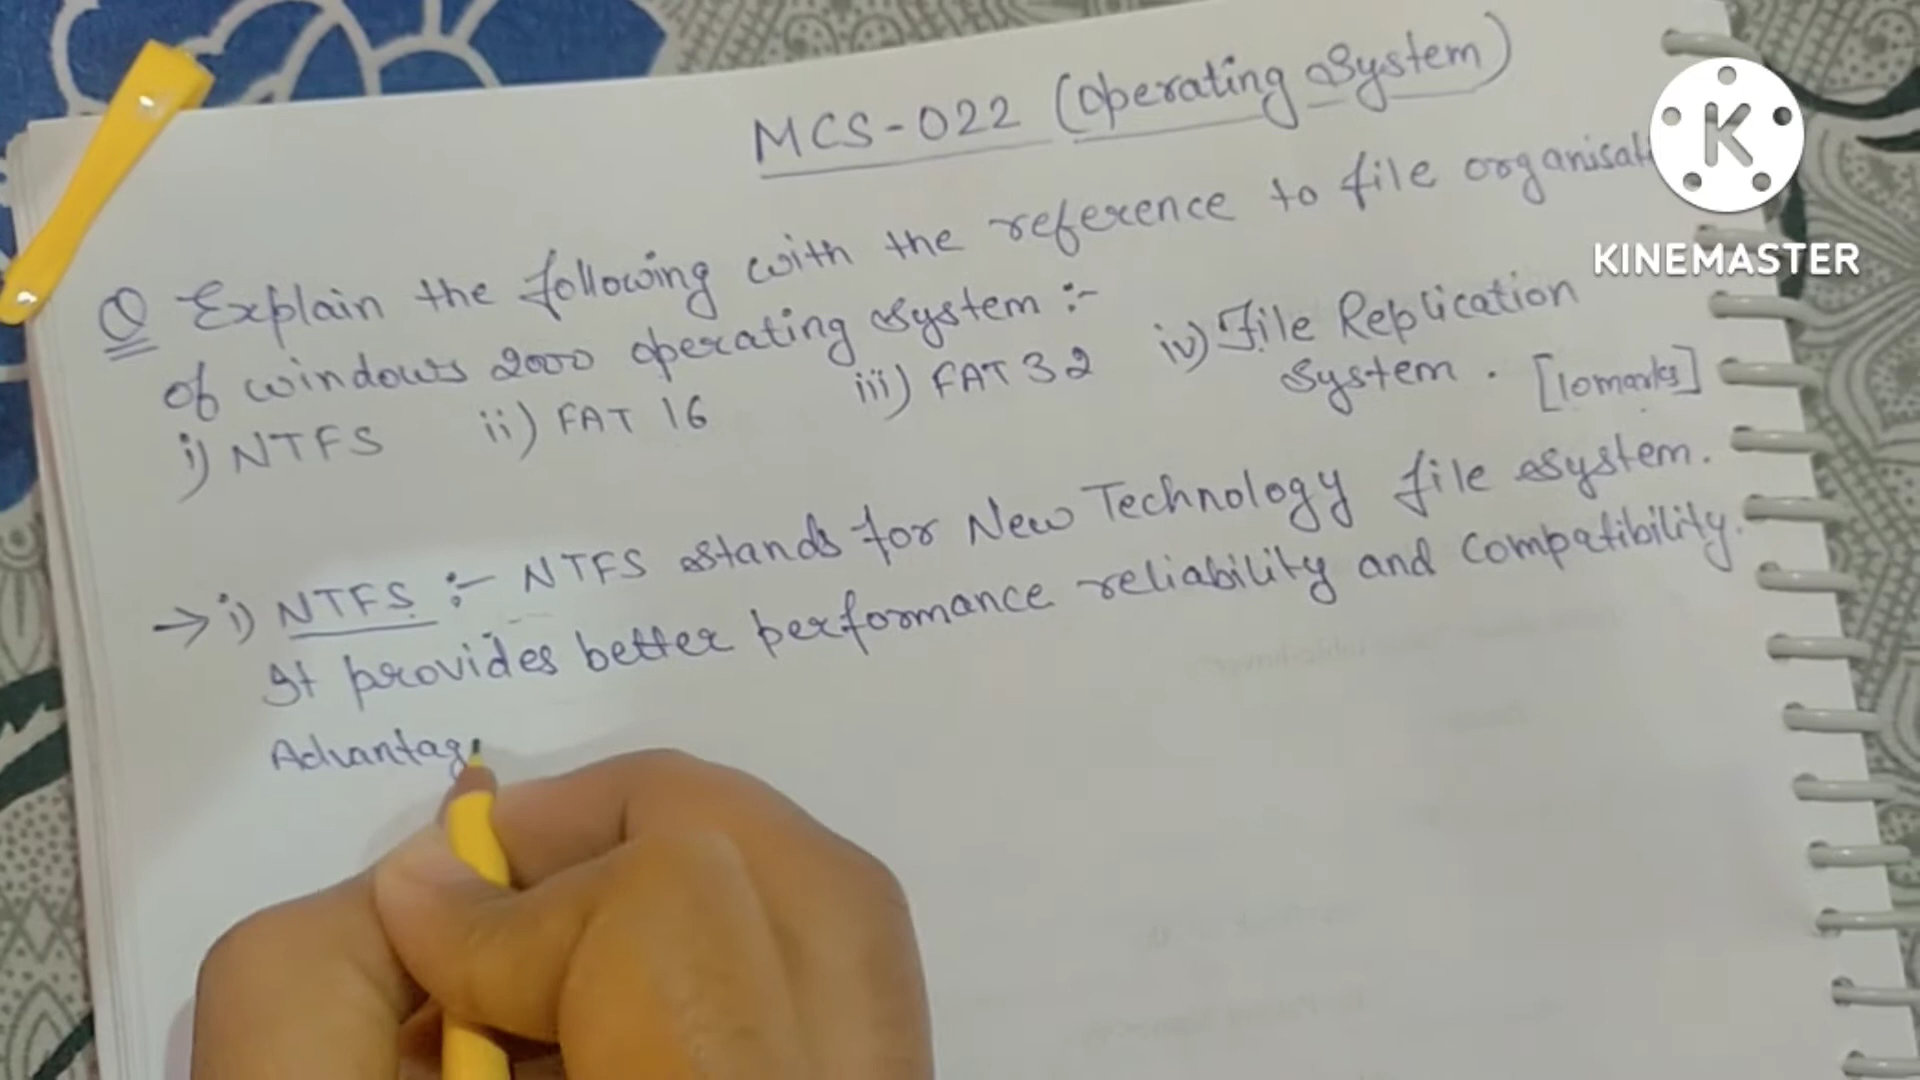 MCS-022 (Operating System)
Q Explain the following with the reference to file organisati
of windows 2000 operating system :-
i) NTFS ii) FAT 16 iii) FAT 32 iv) File Replication
System. [10marks]
→ i) NTFS :- NTFS stands for New Technology file system.
It provides better performance reliability and compatibility.
Advantag
K
KINEMASTER